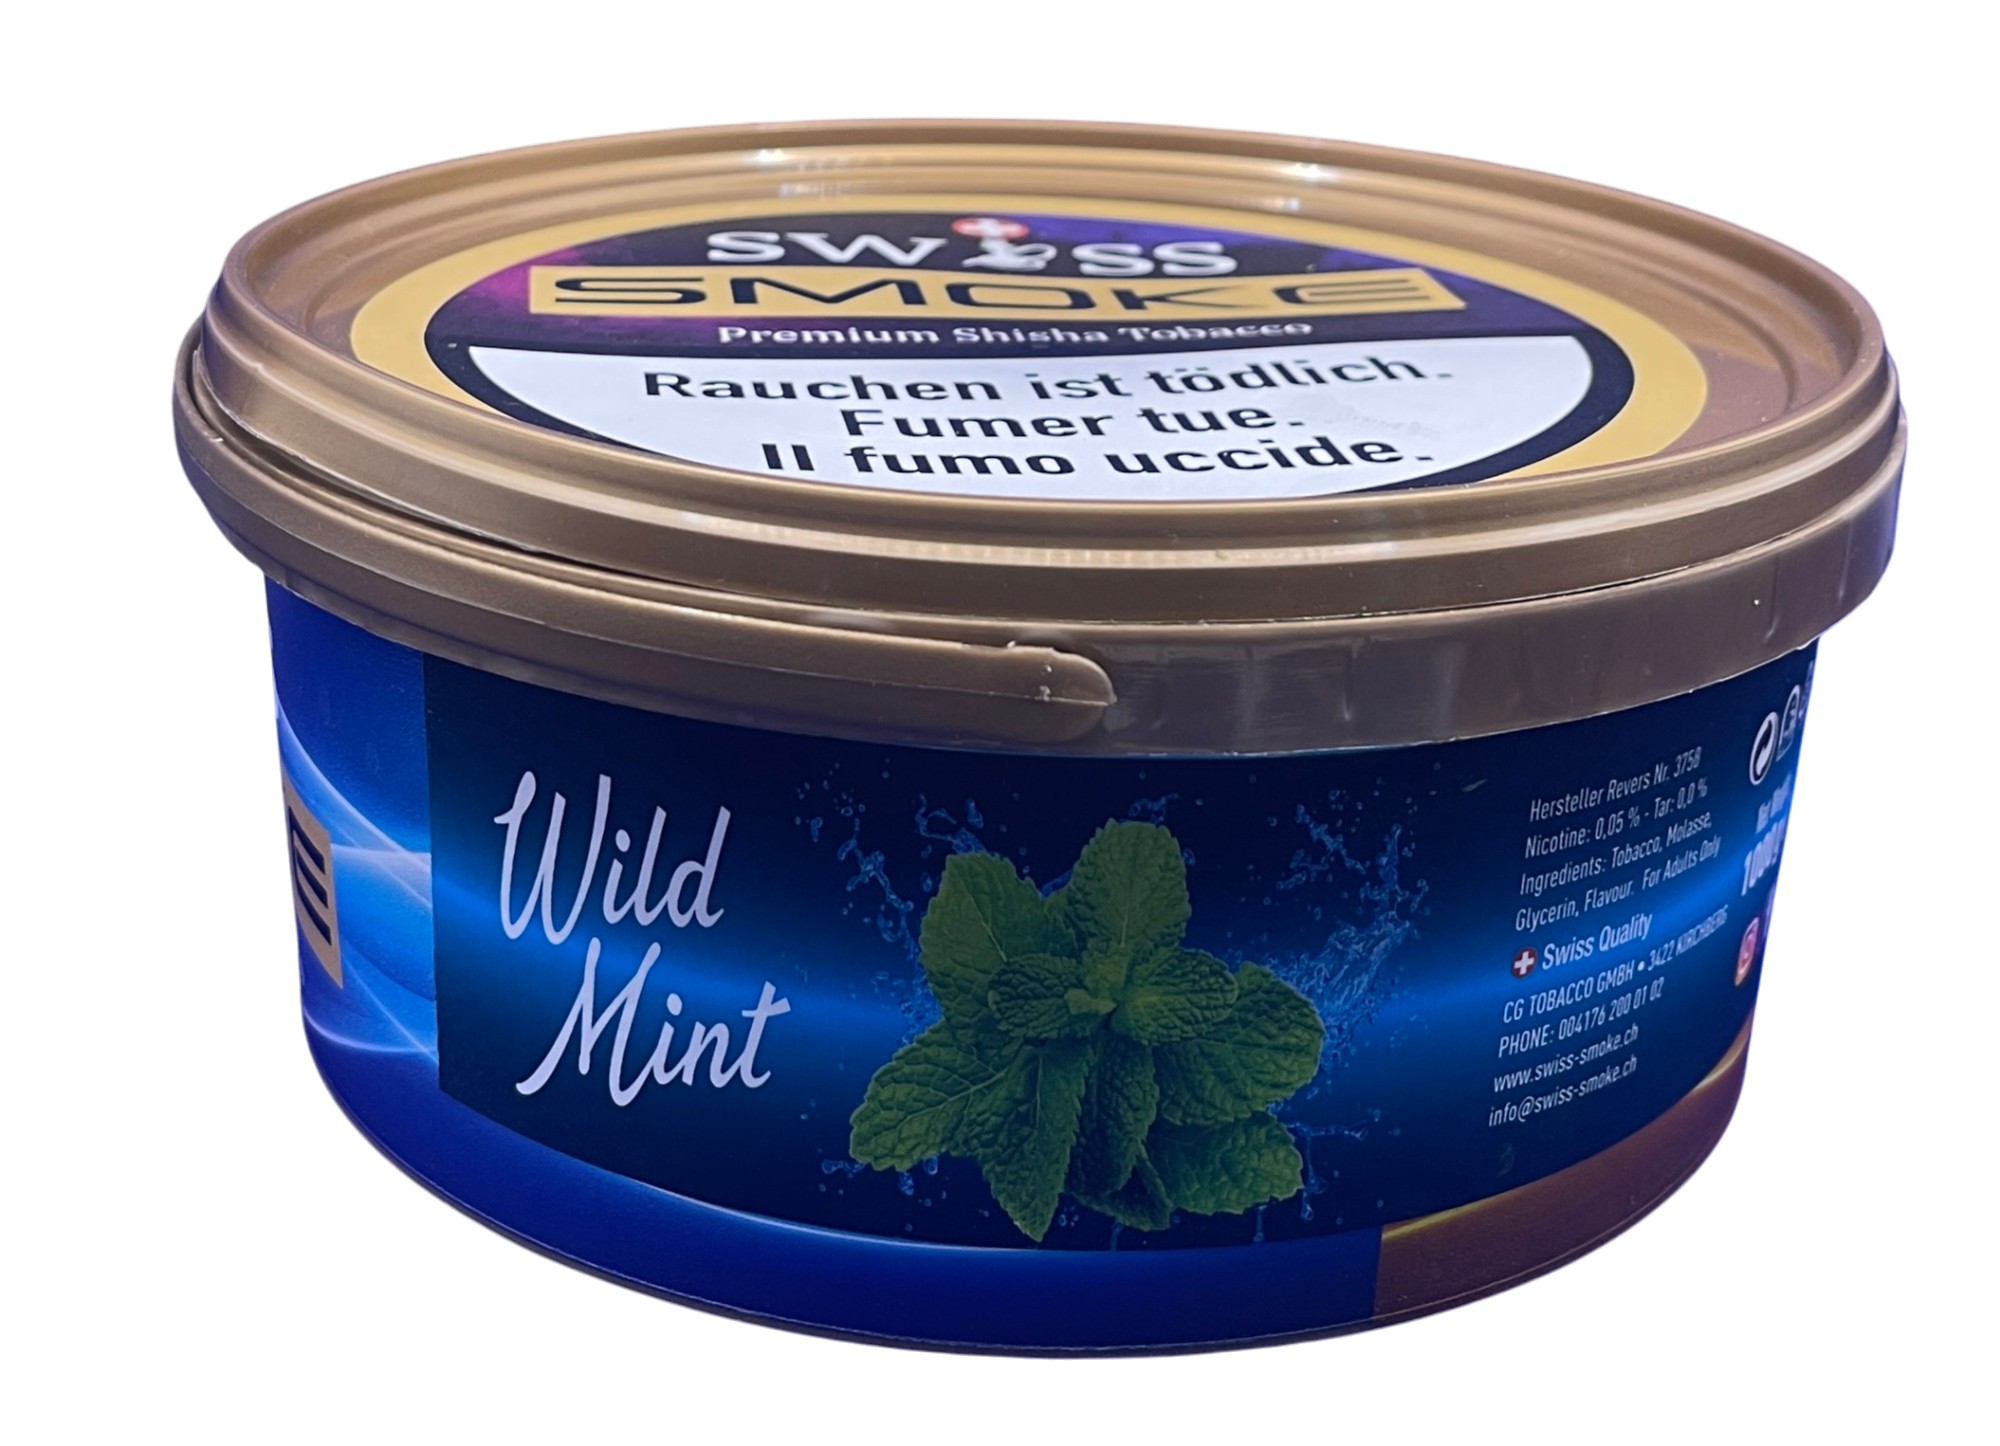 SWISS
SMOKE
Premium Shisha Tobacco
Rauchen ist tödlich.
Fumer tue.
Il fumo uccide.
Wild
Mint
Hersteller Revers Nr. 3758
Nicotine: 0,05 % - Tar: 0,0 %
Ingredients: Tobacco, Molasse,
Glycerin, Flavour. For Adults Only
Swiss Quality
CG TOBACCO GMBH • 3422 KIRCHBERG
PHONE: 004176 200 01 02
www.swiss-smoke.ch
info@swiss-smoke.ch
E